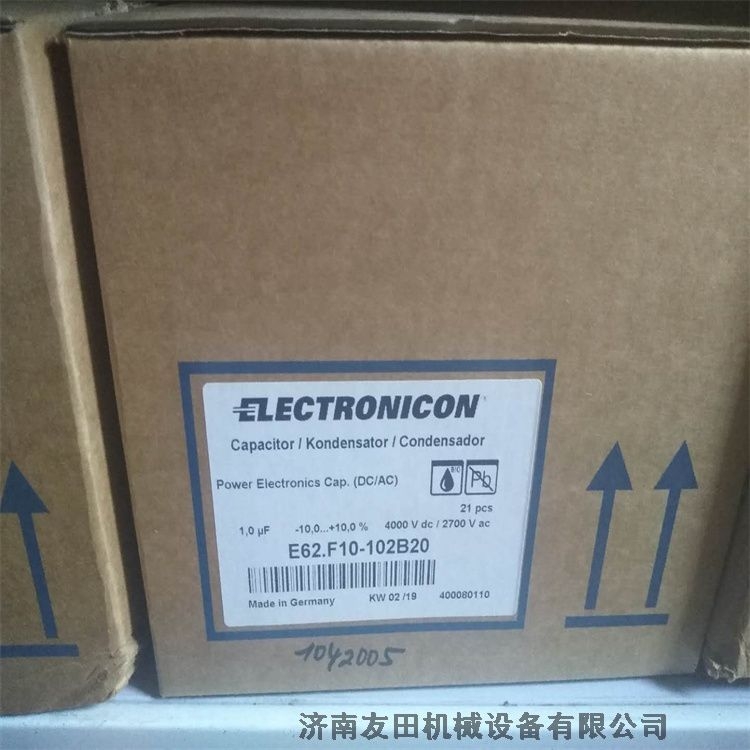 ELECTRONICON
Capacitor / Kondensator / Condensador
Power Electronics Cap. (DC/AC)
BIO
Pb
21 pcs
1,0 µF -10,0...+10,0 % 4000 V dc / 2700 V ac
E62.F10-102B20
Made in Germany KW 02 /19 400080110
1042005
济南友田机械设备有限公司